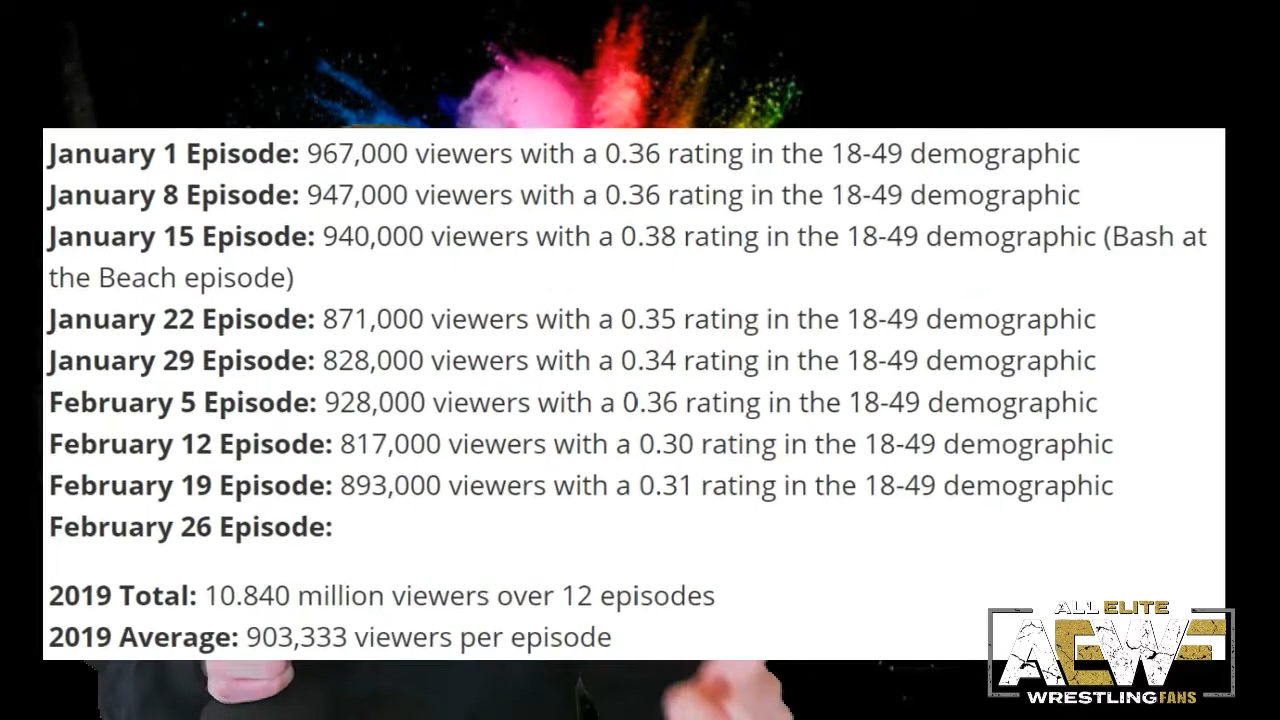 January 1 Episode: 967,000 viewers with a 0.36 rating in the 18-49 demographic
January 8 Episode: 947,000 viewers with a 0.36 rating in the 18-49 demographic
January 15 Episode: 940,000 viewers with a 0.38 rating in the 18-49 demographic (Bash at
the Beach episode)
January 22 Episode: 871,000 viewers with a 0.35 rating in the 18-49 demographic
January 29 Episode: 828,000 viewers with a 0.34 rating in the 18-49 demographic
February 5 Episode: 928,000 viewers with a 0.36 rating in the 18-49 demographic
February 12 Episode: 817,000 viewers with a 0.30 rating in the 18-49 demographic
February 19 Episode: 893,000 viewers with a 0.31 rating in the 18-49 demographic
February 26 Episode:
2019 Total: 10.840 million viewers over 12 episodes
2019 Average: 903,333 viewers per episode
ALL ELITE
AEWF
WRESTLING FANS